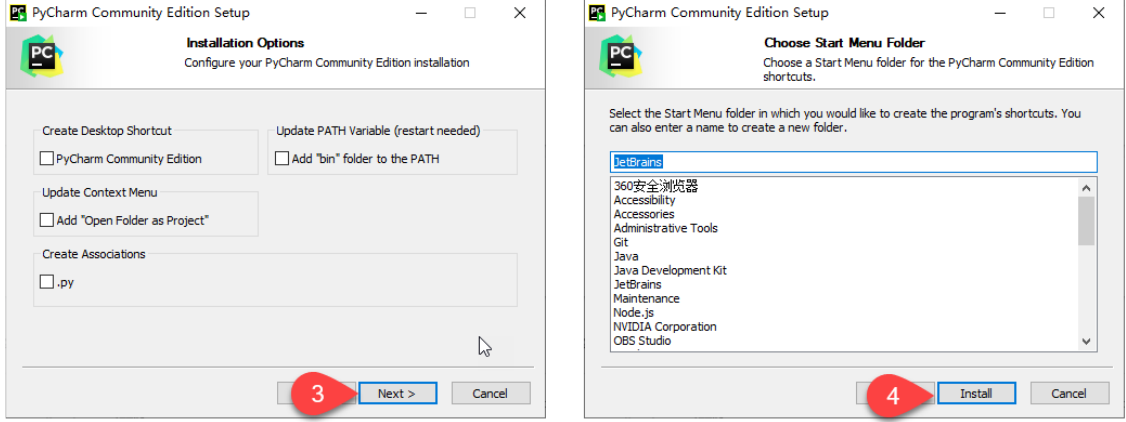 PyCharm Community Edition Setup
PC
Installation Options
Configure your PyCharm Community Edition installation
Create Desktop Shortcut
PyCharm Community Edition
Update PATH Variable (restart needed)
Add "bin" folder to the PATH
Update Context Menu
Add "Open Folder as Project"
Create Associations
.py
3
Next >
Cancel
PyCharm Community Edition Setup
PC
Choose Start Menu Folder
Choose a Start Menu folder for the PyCharm Community Edition
shortcuts.
Select the Start Menu folder in which you would like to create the program's shortcuts. You
can also enter a name to create a new folder.
JetBrains
360安全浏览器
Accessibility
Accessories
Administrative Tools
Git
Java
Java Development Kit
JetBrains
Maintenance
Node.js
NVIDIA Corporation
OBS Studio
4
Install
Cancel